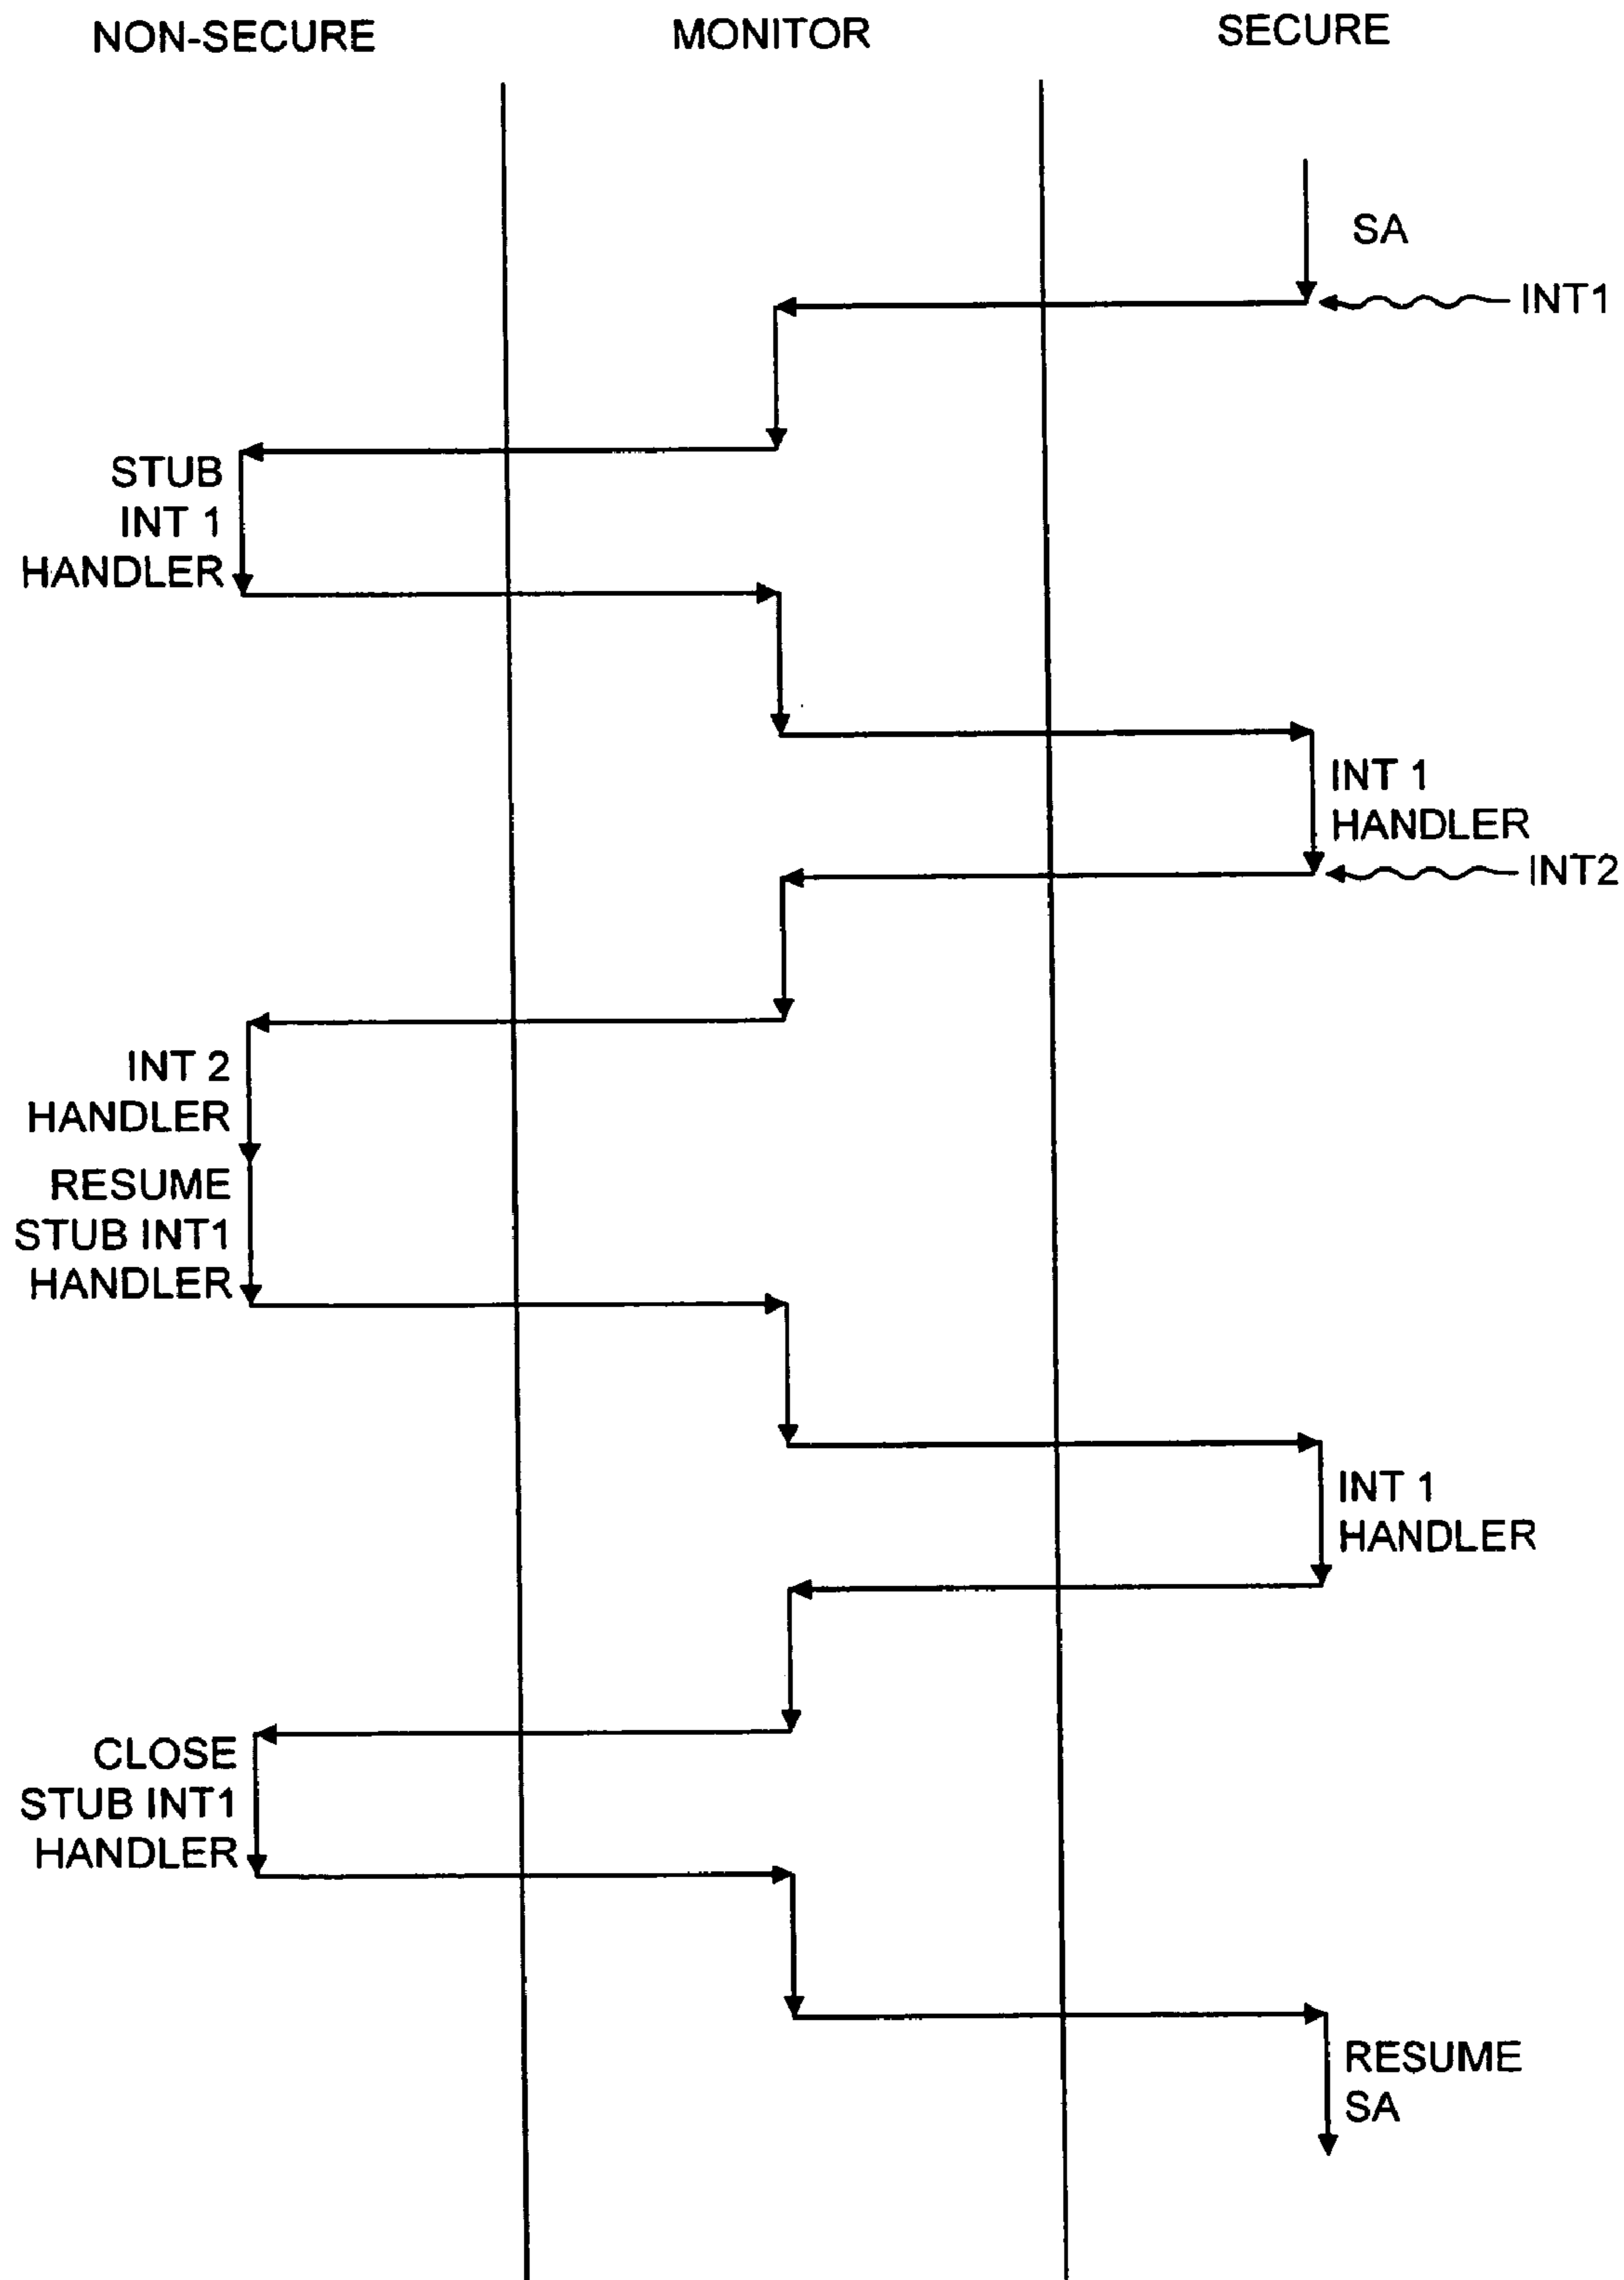 NON-SECURE
MONITOR
SECURE
SA
INT1
STUB
INT 1
HANDLER
INT 1
HANDLER
INT2
INT 2
HANDLER
RESUME
STUB INT1
HANDLER
INT 1
HANDLER
CLOSE
STUB INT1
HANDLER
RESUME
SA